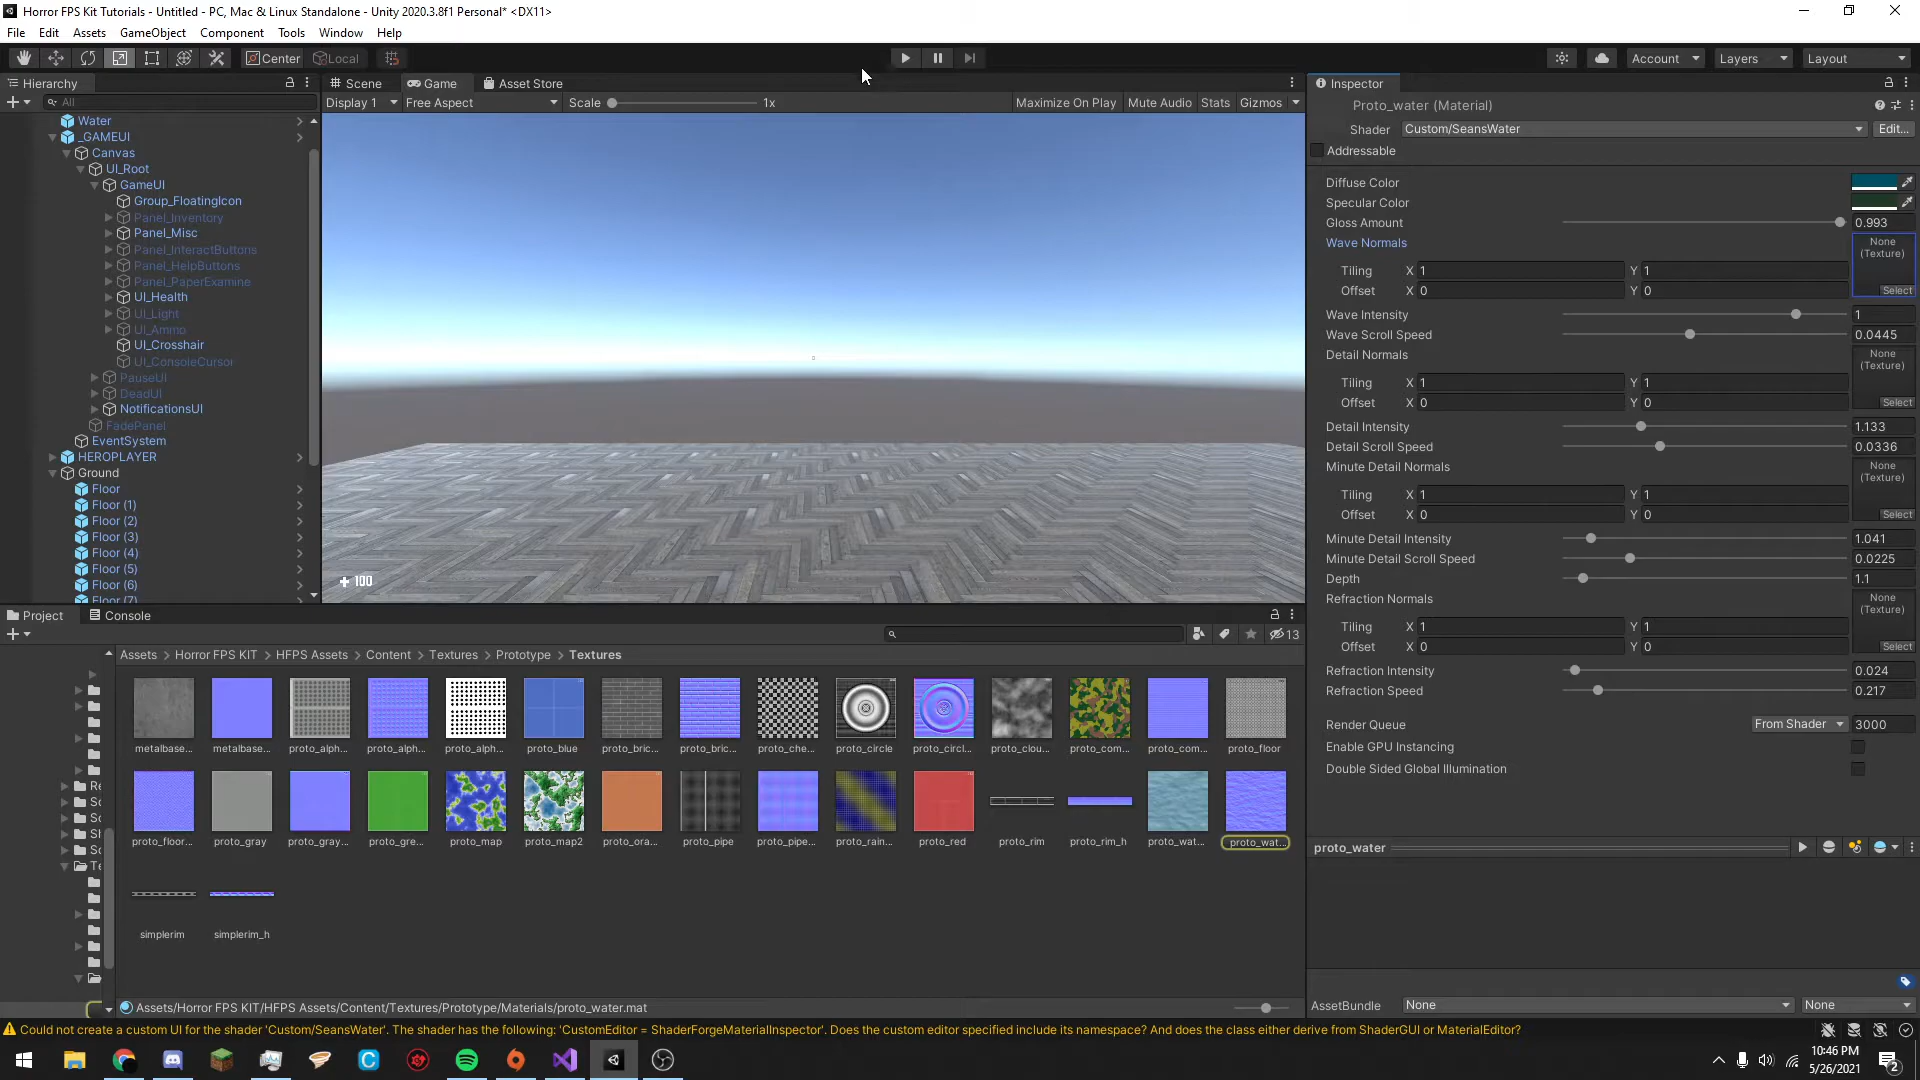 Horror FPS Kit Tutorials - Untitled - PC, Mac & Linux Standalone - Unity 2020.3.8f1 Personal* <DX11>
File Edit Assets GameObject Component Tools Jobs Window Help
Center Local
Account Layers Layout
Hierarchy
All
Water
_GAMEUI
Canvas
UI_Root
GameUI
Group_FloatingIcon
Panel_Inventory
Panel_Misc
Panel_InteractButtons
Panel_HelpButtons
Panel_PaperExamine
UI_Health
UI_Light
UI_Ammo
UI_Crosshair
UI_ConsoleCursor
PauseUI
DeadUI
NotificationsUI
FadePanel
EventSystem
HEROPLAYER
Ground
Floor
Floor (1)
Floor (2)
Floor (3)
Floor (4)
Floor (5)
Floor (6)
Floor (7)
Scene Game Asset Store
Display 1 Free Aspect Scale 1x Maximize On Play Mute Audio Stats Gizmos
100
Inspector
Proto_water (Material)
Shader Custom/SeansWater Edit...
Addressable
Diffuse Color
Specular Color
Gloss Amount 0.993
Wave Normals None (Texture)
Tiling X 1 Y 1
Offset X 0 Y 0 Select
Wave Intensity 1
Wave Scroll Speed 0.0445
Detail Normals None (Texture)
Tiling X 1 Y 1
Offset X 0 Y 0 Select
Detail Intensity 1.133
Detail Scroll Speed 0.0336
Minute Detail Normals None (Texture)
Tiling X 1 Y 1
Offset X 0 Y 0 Select
Minute Detail Intensity 1.041
Minute Detail Scroll Speed 0.0225
Depth 1.1
Refraction Normals None (Texture)
Tiling X 1 Y 1
Offset X 0 Y 0 Select
Refraction Intensity 0.024
Refraction Speed 0.217
Render Queue From Shader 3000
Enable GPU Instancing
Double Sided Global Illumination
proto_water
AssetBundle None None
Project Console
13
Assets > Horror FPS KIT > HFPS Assets > Content > Textures > Prototype > Textures
metalbase... metalbase... proto_alph... proto_alph... proto_alph... proto_blue proto_bric... proto_bric... proto_che... proto_circle proto_circl... proto_clou... proto_com... proto_com... proto_floor
proto_floor... proto_gray proto_gray... proto_gre... proto_map proto_map2 proto_ora... proto_pipe proto_pipe... proto_rain... proto_red proto_rim proto_rim_h proto_wat... proto_wat...
simplerim simplerim_h
Assets/Horror FPS KIT/HFPS Assets/Content/Textures/Prototype/Materials/proto_water.mat
Could not create a custom UI for the shader 'Custom/SeansWater'. The shader has the following: 'CustomEditor = ShaderForgeMaterialInspector'. Does the custom editor specified include its namespace? And does the class either derive from ShaderGUI or MaterialEditor?
10:46 PM
5/26/2021
2